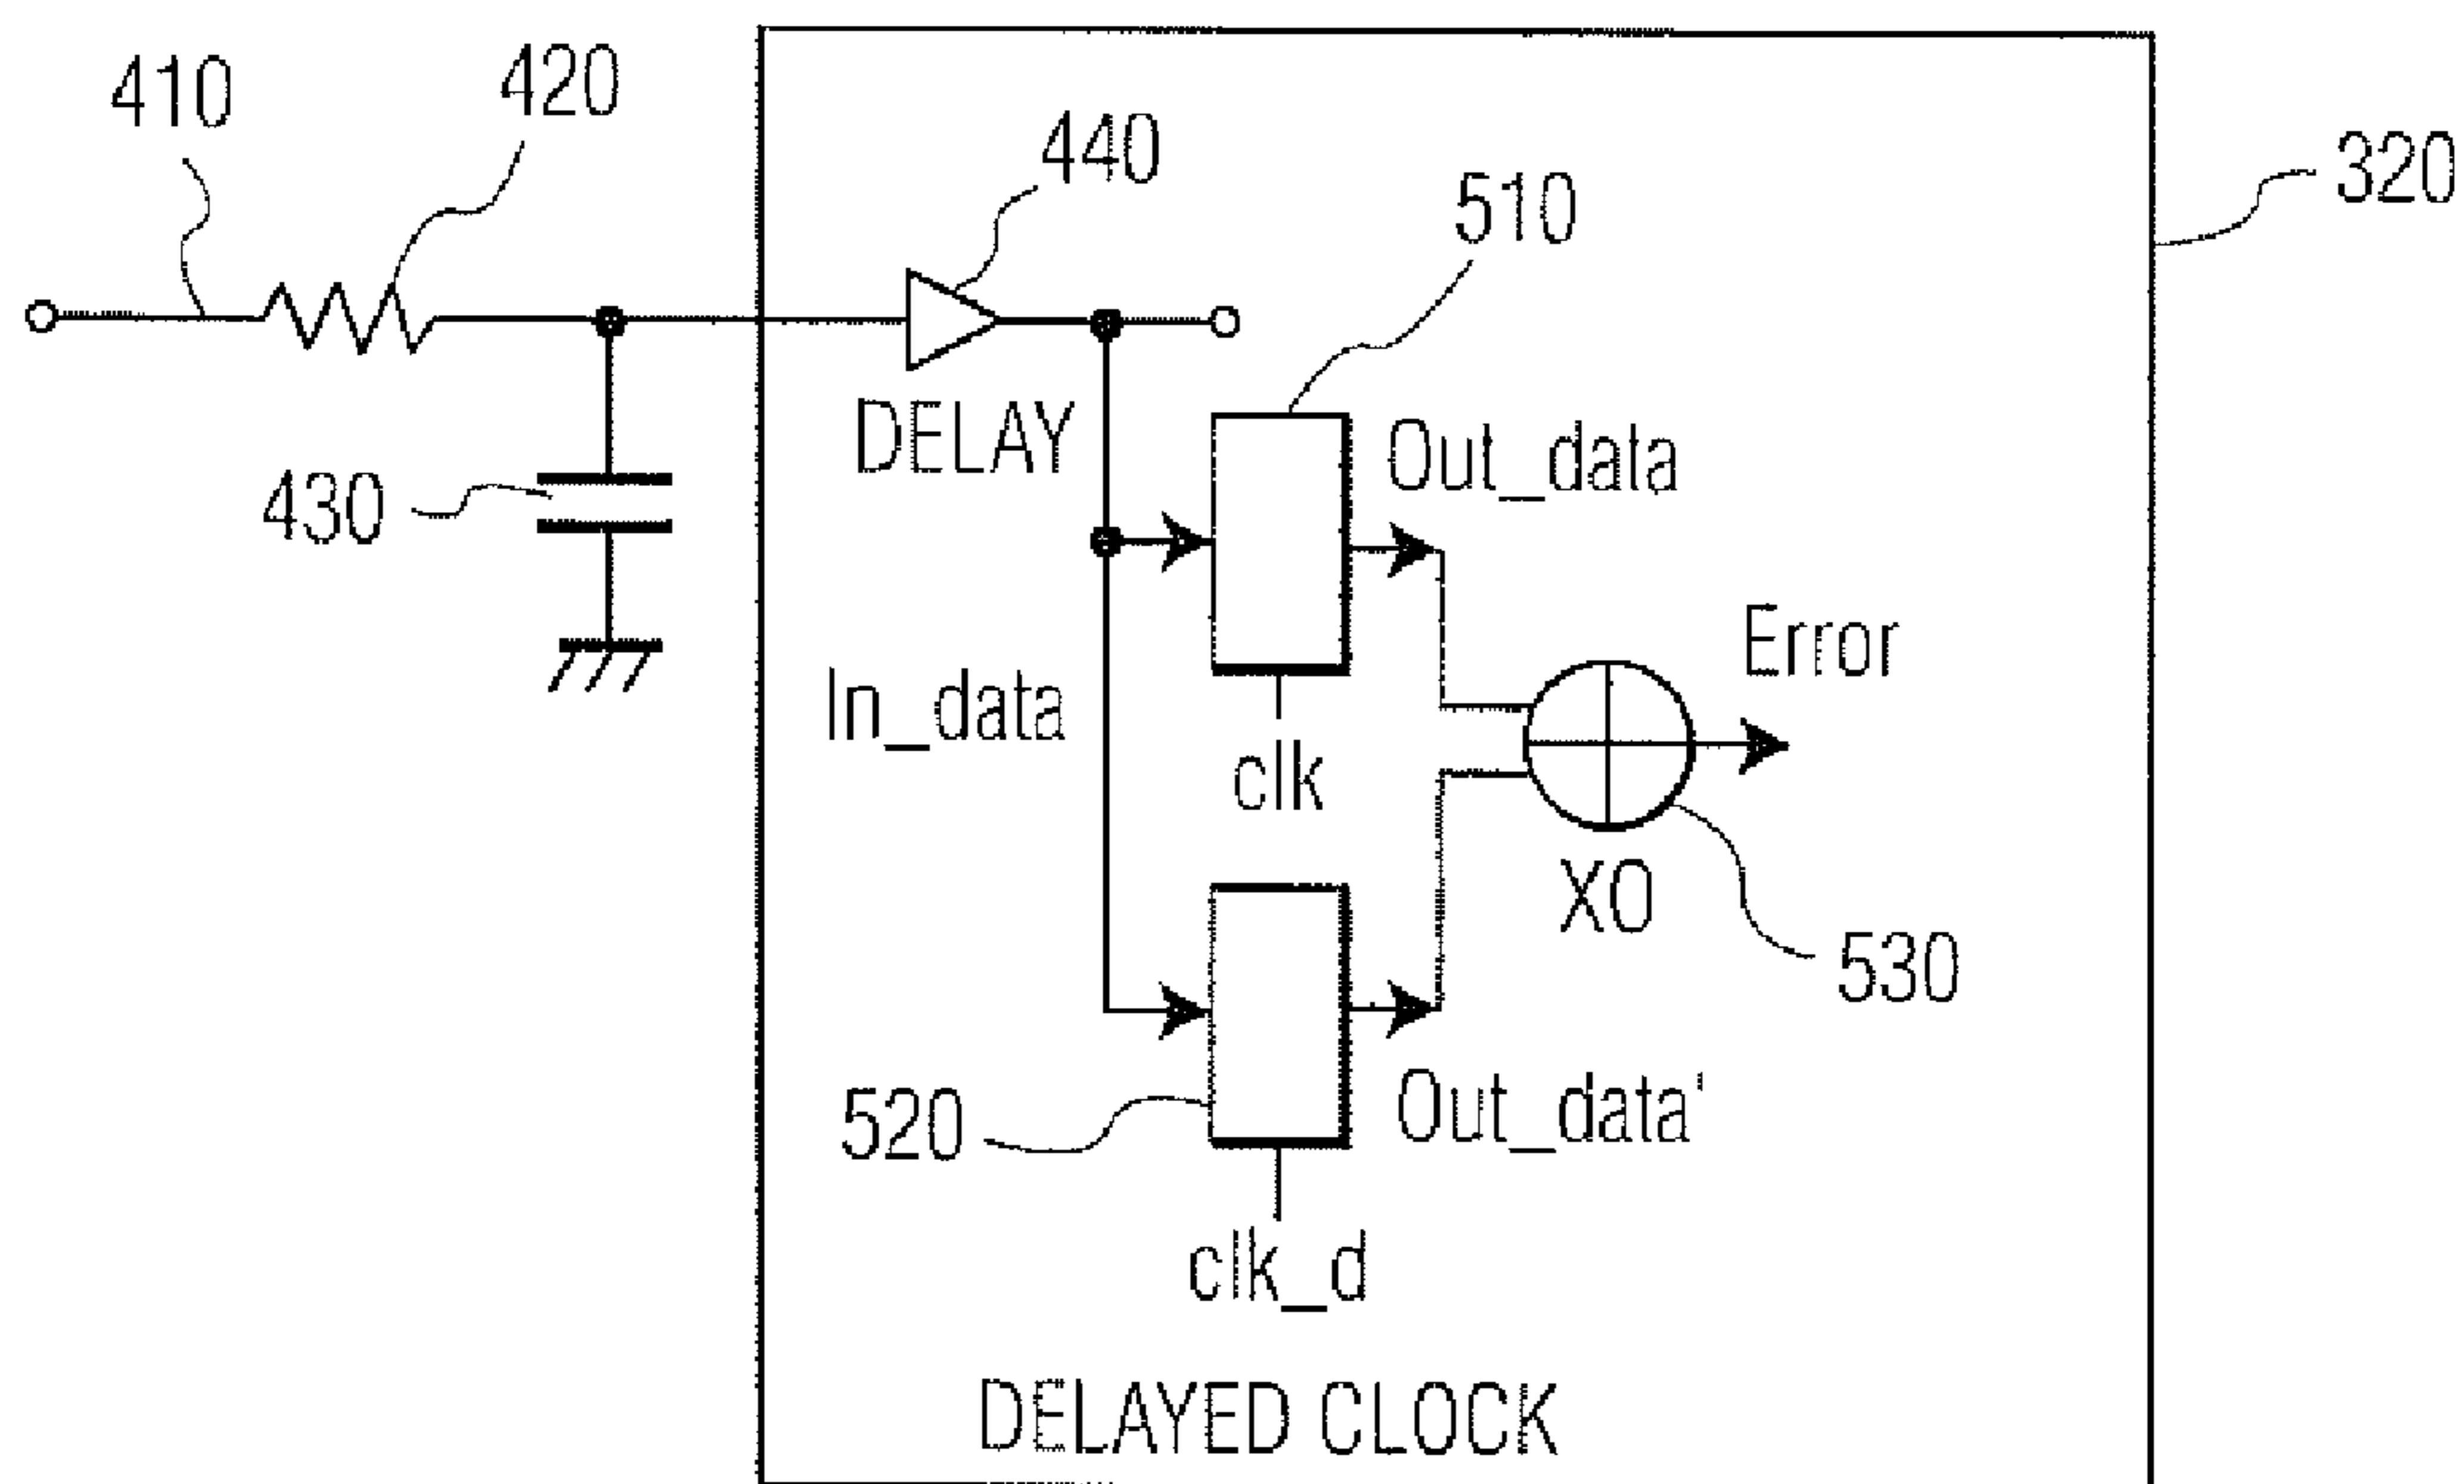 410
420
440
510
320
DELAY
Out_data
430
Error
In_data
clk
XO
530
520
Out_data'
clk_d
DELAYED CLOCK